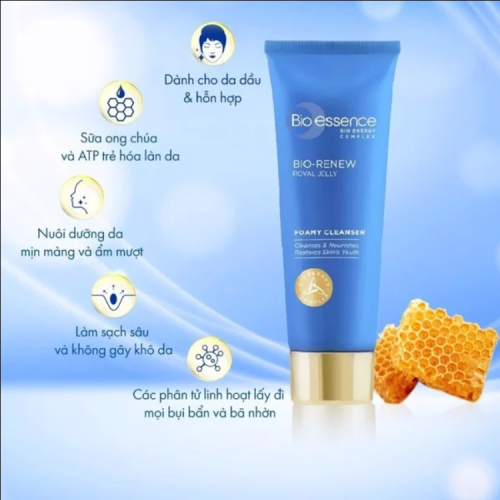 Dành cho da dầu
& hỗn hợp
Sữa ong chúa
và ATP trẻ hóa làn da
Nuôi dưỡng da
mịn màng và ẩm mượt
Làm sạch sâu
và không gây khô da
Các phân tử linh hoạt lấy đi
mọi bụi bẩn và bã nhờn
Bio essence
BIO ENERGY
COMPLEX
BIO-RENEW
ROYAL JELLY
FOAMY CLEANSER
Cleanses & Nourishes
Restores Skin's Youth